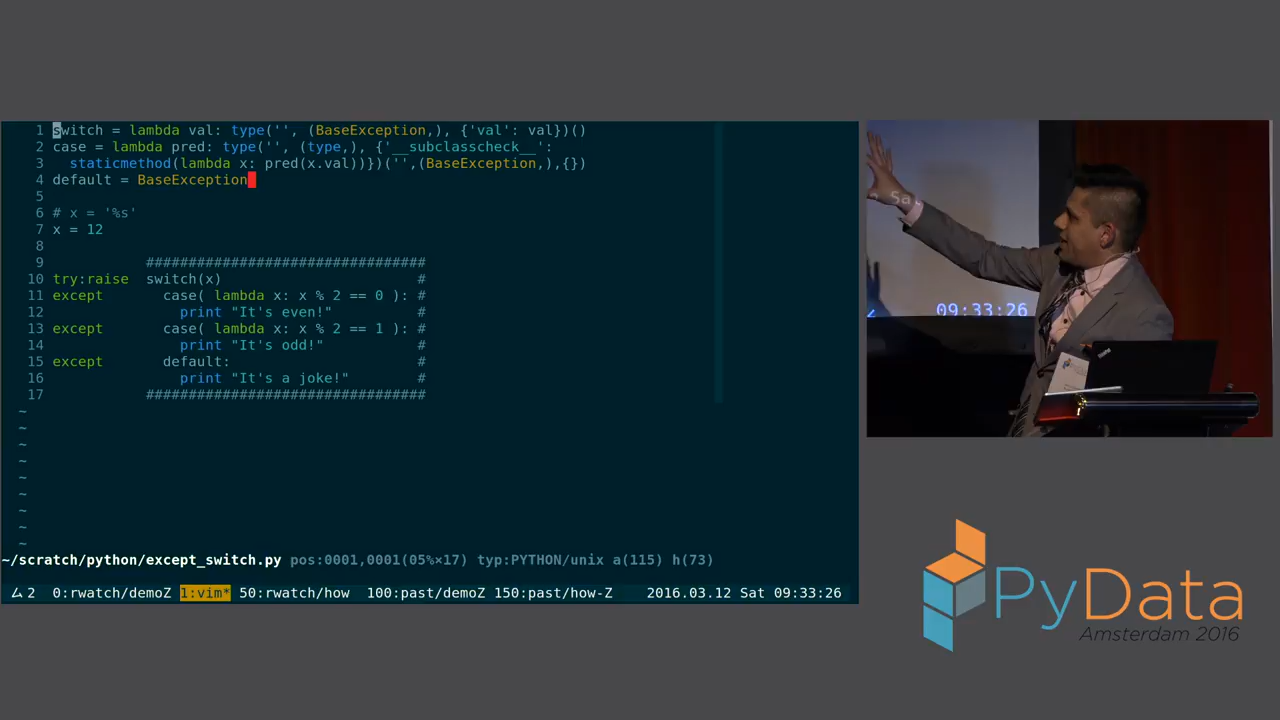 1 switch = lambda val: type('', (BaseException,), {'val': val})()
2 case = lambda pred: type('', (type,), {'__subclasscheck__':
3   staticmethod(lambda x: pred(x.val))})('',(BaseException,),{})
4 default = BaseException
5
6 # x = '%s'
7 x = 12
8
9            #################################
10 try:raise  switch(x)                        #
11 except       case( lambda x: x % 2 == 0 ): #
12                print "It's even!"          #
13 except       case( lambda x: x % 2 == 1 ): #
14                print "It's odd!"           #
15 except       default:                      #
16                print "It's a joke!"        #
17            #################################
~
~
~
~
~
~
~
~
~
~/scratch/python/except_switch.py pos:0001,0001(05%×17) typ:PYTHON/unix a(115) h(73)
ム2 0:rwatch/demoZ 1:vim* 50:rwatch/how 100:past/demoZ 150:past/how-Z 2016.03.12 Sat 09:33:26
Sa
09:33:26
PyData
Amsterdam 2016